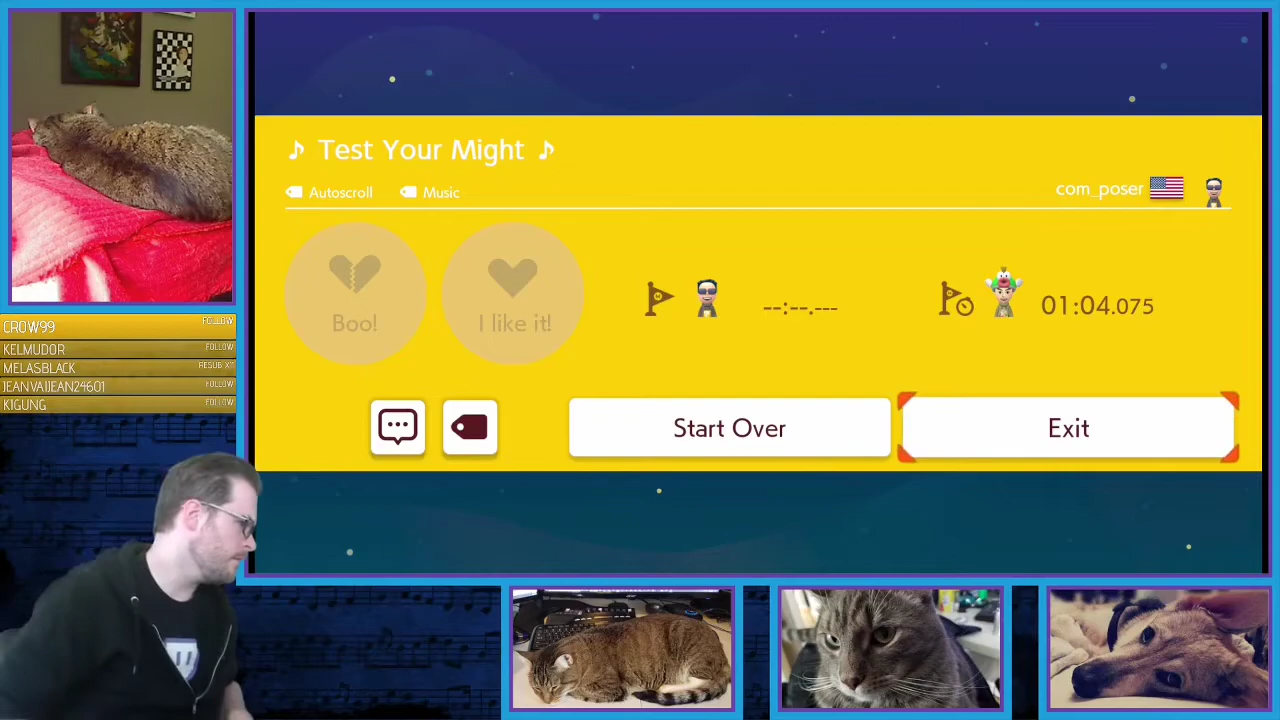 ♪ Test Your Might ♪
Autoscroll Music
com_poser
Boo!
I like it!
--:--.---
01:04.075
Start Over
Exit
CROW99 FOLLOW
KELMUDOR FOLLOW
MELASBLACK
JEANVALJEAN24601 FOLLOW
KIGUNG FOLLOW